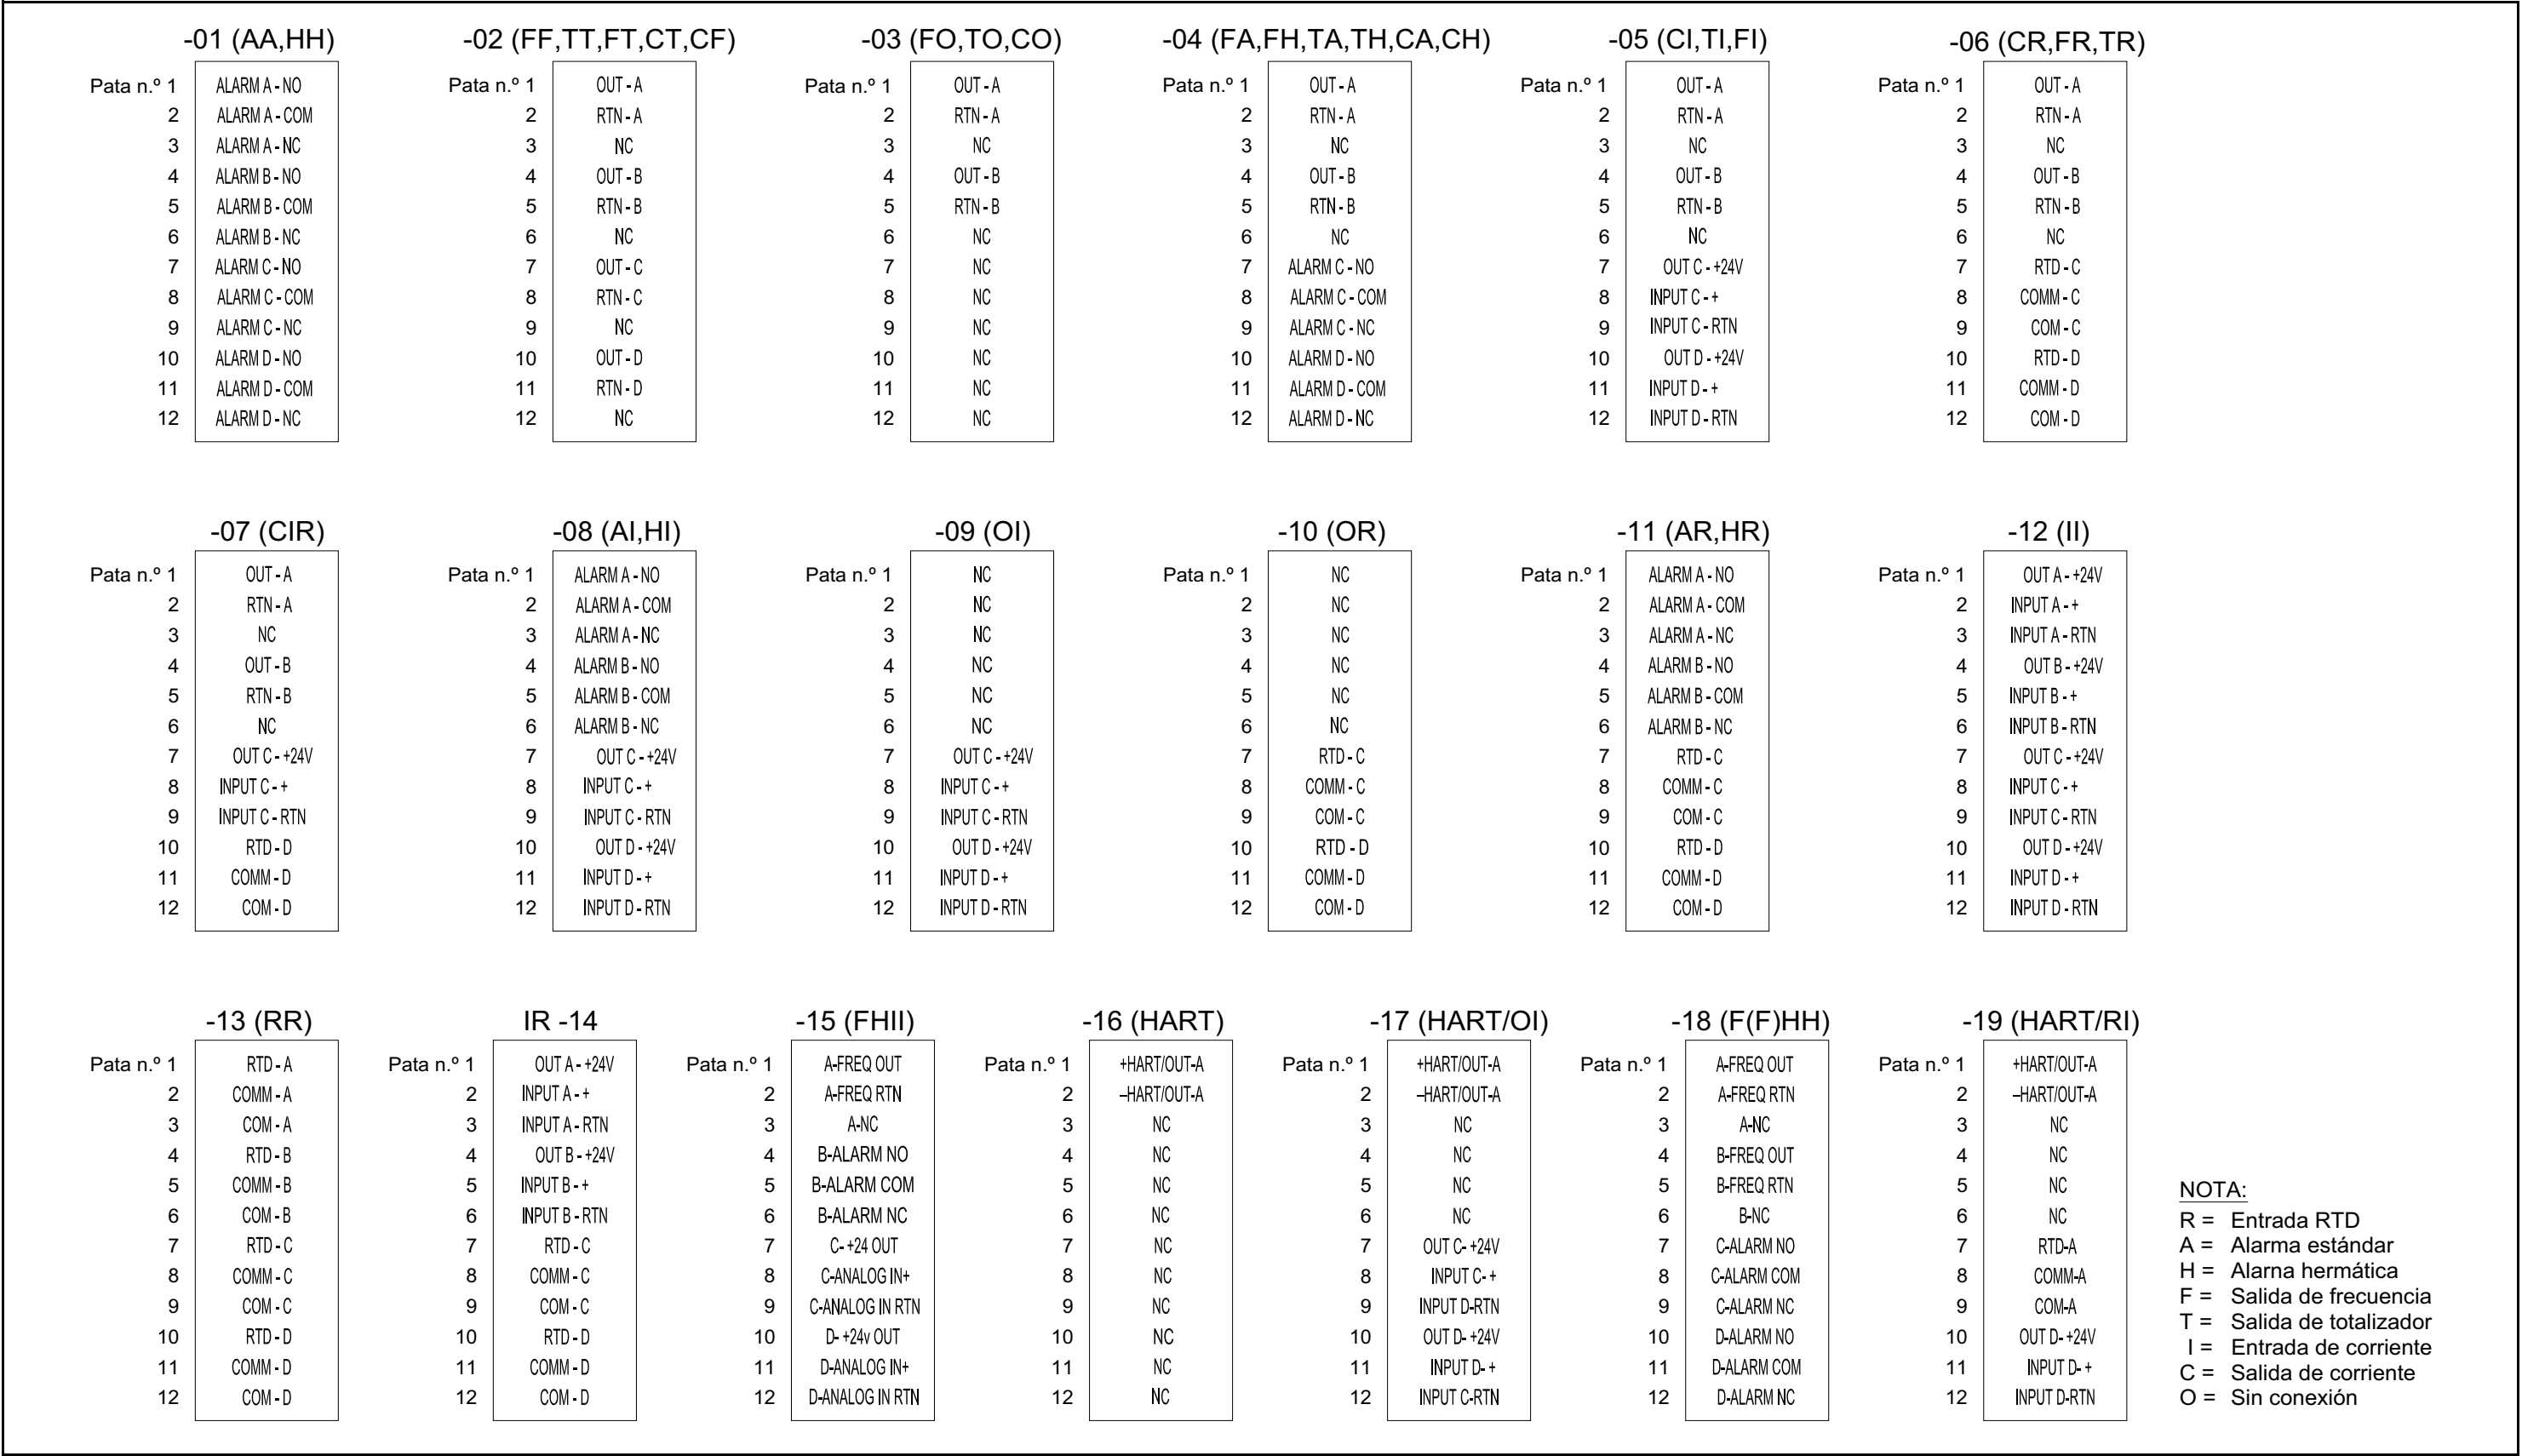 -01 (AA,HH)
Pata n.º 1 ALARM A - NO
2 ALARM A - COM
3 ALARM A - NC
4 ALARM B - NO
5 ALARM B - COM
6 ALARM B - NC
7 ALARM C - NO
8 ALARM C - COM
9 ALARM C - NC
10 ALARM D - NO
11 ALARM D - COM
12 ALARM D - NC
-02 (FF,TT,FT,CT,CF)
Pata n.º 1 OUT - A
2 RTN - A
3 NC
4 OUT - B
5 RTN - B
6 NC
7 OUT - C
8 RTN - C
9 NC
10 OUT - D
11 RTN - D
12 NC
-03 (FO,TO,CO)
Pata n.º 1 OUT - A
2 RTN - A
3 NC
4 OUT - B
5 RTN - B
6 NC
7 NC
8 NC
9 NC
10 NC
11 NC
12 NC
-04 (FA,FH,TA,TH,CA,CH)
Pata n.º 1 OUT - A
2 RTN - A
3 NC
4 OUT - B
5 RTN - B
6 NC
7 ALARM C - NO
8 ALARM C - COM
9 ALARM C - NC
10 ALARM D - NO
11 ALARM D - COM
12 ALARM D - NC
-05 (CI,TI,FI)
Pata n.º 1 OUT - A
2 RTN - A
3 NC
4 OUT - B
5 RTN - B
6 NC
7 OUT C - +24V
8 INPUT C - +
9 INPUT C - RTN
10 OUT D - +24V
11 INPUT D - +
12 INPUT D - RTN
-06 (CR,FR,TR)
Pata n.º 1 OUT - A
2 RTN - A
3 NC
4 OUT - B
5 RTN - B
6 NC
7 RTD - C
8 COMM - C
9 COM - C
10 RTD - D
11 COMM - D
12 COM - D
-07 (CIR)
Pata n.º 1 OUT - A
2 RTN - A
3 NC
4 OUT - B
5 RTN - B
6 NC
7 OUT C - +24V
8 INPUT C - +
9 INPUT C - RTN
10 RTD - D
11 COMM - D
12 COM - D
-08 (AI,HI)
Pata n.º 1 ALARM A - NO
2 ALARM A - COM
3 ALARM A - NC
4 ALARM B - NO
5 ALARM B - COM
6 ALARM B - NC
7 OUT C - +24V
8 INPUT C - +
9 INPUT C - RTN
10 OUT D - +24V
11 INPUT D - +
12 INPUT D - RTN
-09 (OI)
Pata n.º 1 NC
2 NC
3 NC
4 NC
5 NC
6 NC
7 OUT C - +24V
8 INPUT C - +
9 INPUT C - RTN
10 OUT D - +24V
11 INPUT D - +
12 INPUT D - RTN
-10 (OR)
Pata n.º 1 NC
2 NC
3 NC
4 NC
5 NC
6 NC
7 RTD - C
8 COMM - C
9 COM - C
10 RTD - D
11 COMM - D
12 COM - D
-11 (AR,HR)
Pata n.º 1 ALARM A - NO
2 ALARM A - COM
3 ALARM A - NC
4 ALARM B - NO
5 ALARM B - COM
6 ALARM B - NC
7 RTD - C
8 COMM - C
9 COM - C
10 RTD - D
11 COMM - D
12 COM - D
-12 (II)
Pata n.º 1 OUT A - +24V
2 INPUT A - +
3 INPUT A - RTN
4 OUT B - +24V
5 INPUT B - +
6 INPUT B - RTN
7 OUT C - +24V
8 INPUT C - +
9 INPUT C - RTN
10 OUT D - +24V
11 INPUT D - +
12 INPUT D - RTN
-13 (RR)
Pata n.º 1 RTD - A
2 COMM - A
3 COM - A
4 RTD - B
5 COMM - B
6 COM - B
7 RTD - C
8 COMM - C
9 COM - C
10 RTD - D
11 COMM - D
12 COM - D
IR -14
Pata n.º 1 OUT A - +24V
2 INPUT A - +
3 INPUT A - RTN
4 OUT B - +24V
5 INPUT B - +
6 INPUT B - RTN
7 RTD - C
8 COMM - C
9 COM - C
10 RTD - D
11 COMM - D
12 COM - D
-15 (FHII)
Pata n.º 1 A-FREQ OUT
2 A-FREQ RTN
3 A-NC
4 B-ALARM NO
5 B-ALARM COM
6 B-ALARM NC
7 C- +24 OUT
8 C-ANALOG IN+
9 C-ANALOG IN RTN
10 D- +24v OUT
11 D-ANALOG IN+
12 D-ANALOG IN RTN
-16 (HART)
Pata n.º 1 +HART/OUT-A
2 –HART/OUT-A
3 NC
4 NC
5 NC
6 NC
7 NC
8 NC
9 NC
10 NC
11 NC
12 NC
-17 (HART/OI)
Pata n.º 1 +HART/OUT-A
2 –HART/OUT-A
3 NC
4 NC
5 NC
6 NC
7 OUT C- +24V
8 INPUT C- +
9 INPUT D-RTN
10 OUT D- +24V
11 INPUT D- +
12 INPUT C-RTN
-18 (F(F)HH)
Pata n.º 1 A-FREQ OUT
2 A-FREQ RTN
3 A-NC
4 B-FREQ OUT
5 B-FREQ RTN
6 B-NC
7 C-ALARM NO
8 C-ALARM COM
9 C-ALARM NC
10 D-ALARM NO
11 D-ALARM COM
12 D-ALARM NC
-19 (HART/RI)
Pata n.º 1 +HART/OUT-A
2 –HART/OUT-A
3 NC
4 NC
5 NC
6 NC
7 RTD-A
8 COMM-A
9 COM-A
10 OUT D- +24V
11 INPUT D- +
12 INPUT D-RTN
NOTA:
R = Entrada RTD
A = Alarma estándar
H = Alarna hermática
F = Salida de frecuencia
T = Salida de totalizador
I = Entrada de corriente
C = Salida de corriente
O = Sin conexión